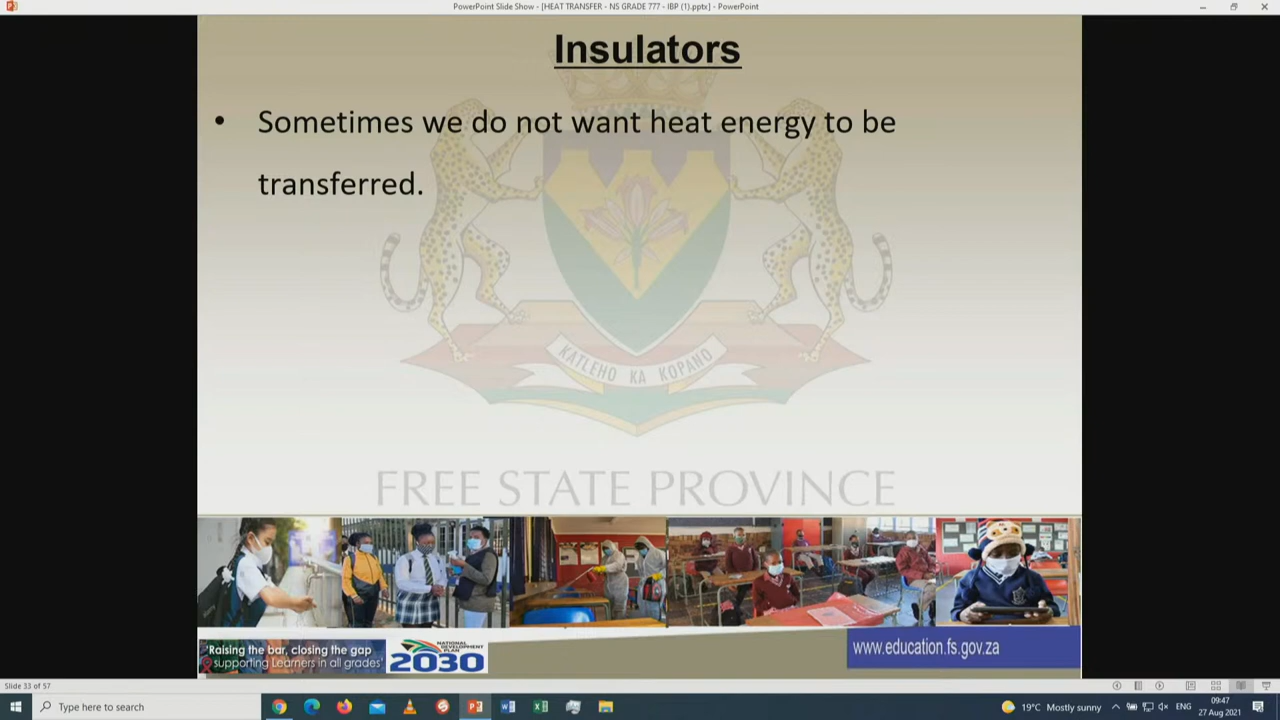 PowerPoint Slide Show - [HEAT TRANSFER - NS GRADE 777 - IBP (1).pptx] - PowerPoint
Insulators
• Sometimes we do not want heat energy to be
transferred.
KATLEHO KA KOPANO
FREE STATE PROVINCE
'Raising the bar, closing the gap
supporting Learners in all grades'
NATIONAL
DEVELOPMENT
PLAN
2030
www.education.fs.gov.za
Slide 33 of 57
Type here to search
19°C Mostly sunny
ENG
09:47
27 Aug 2021